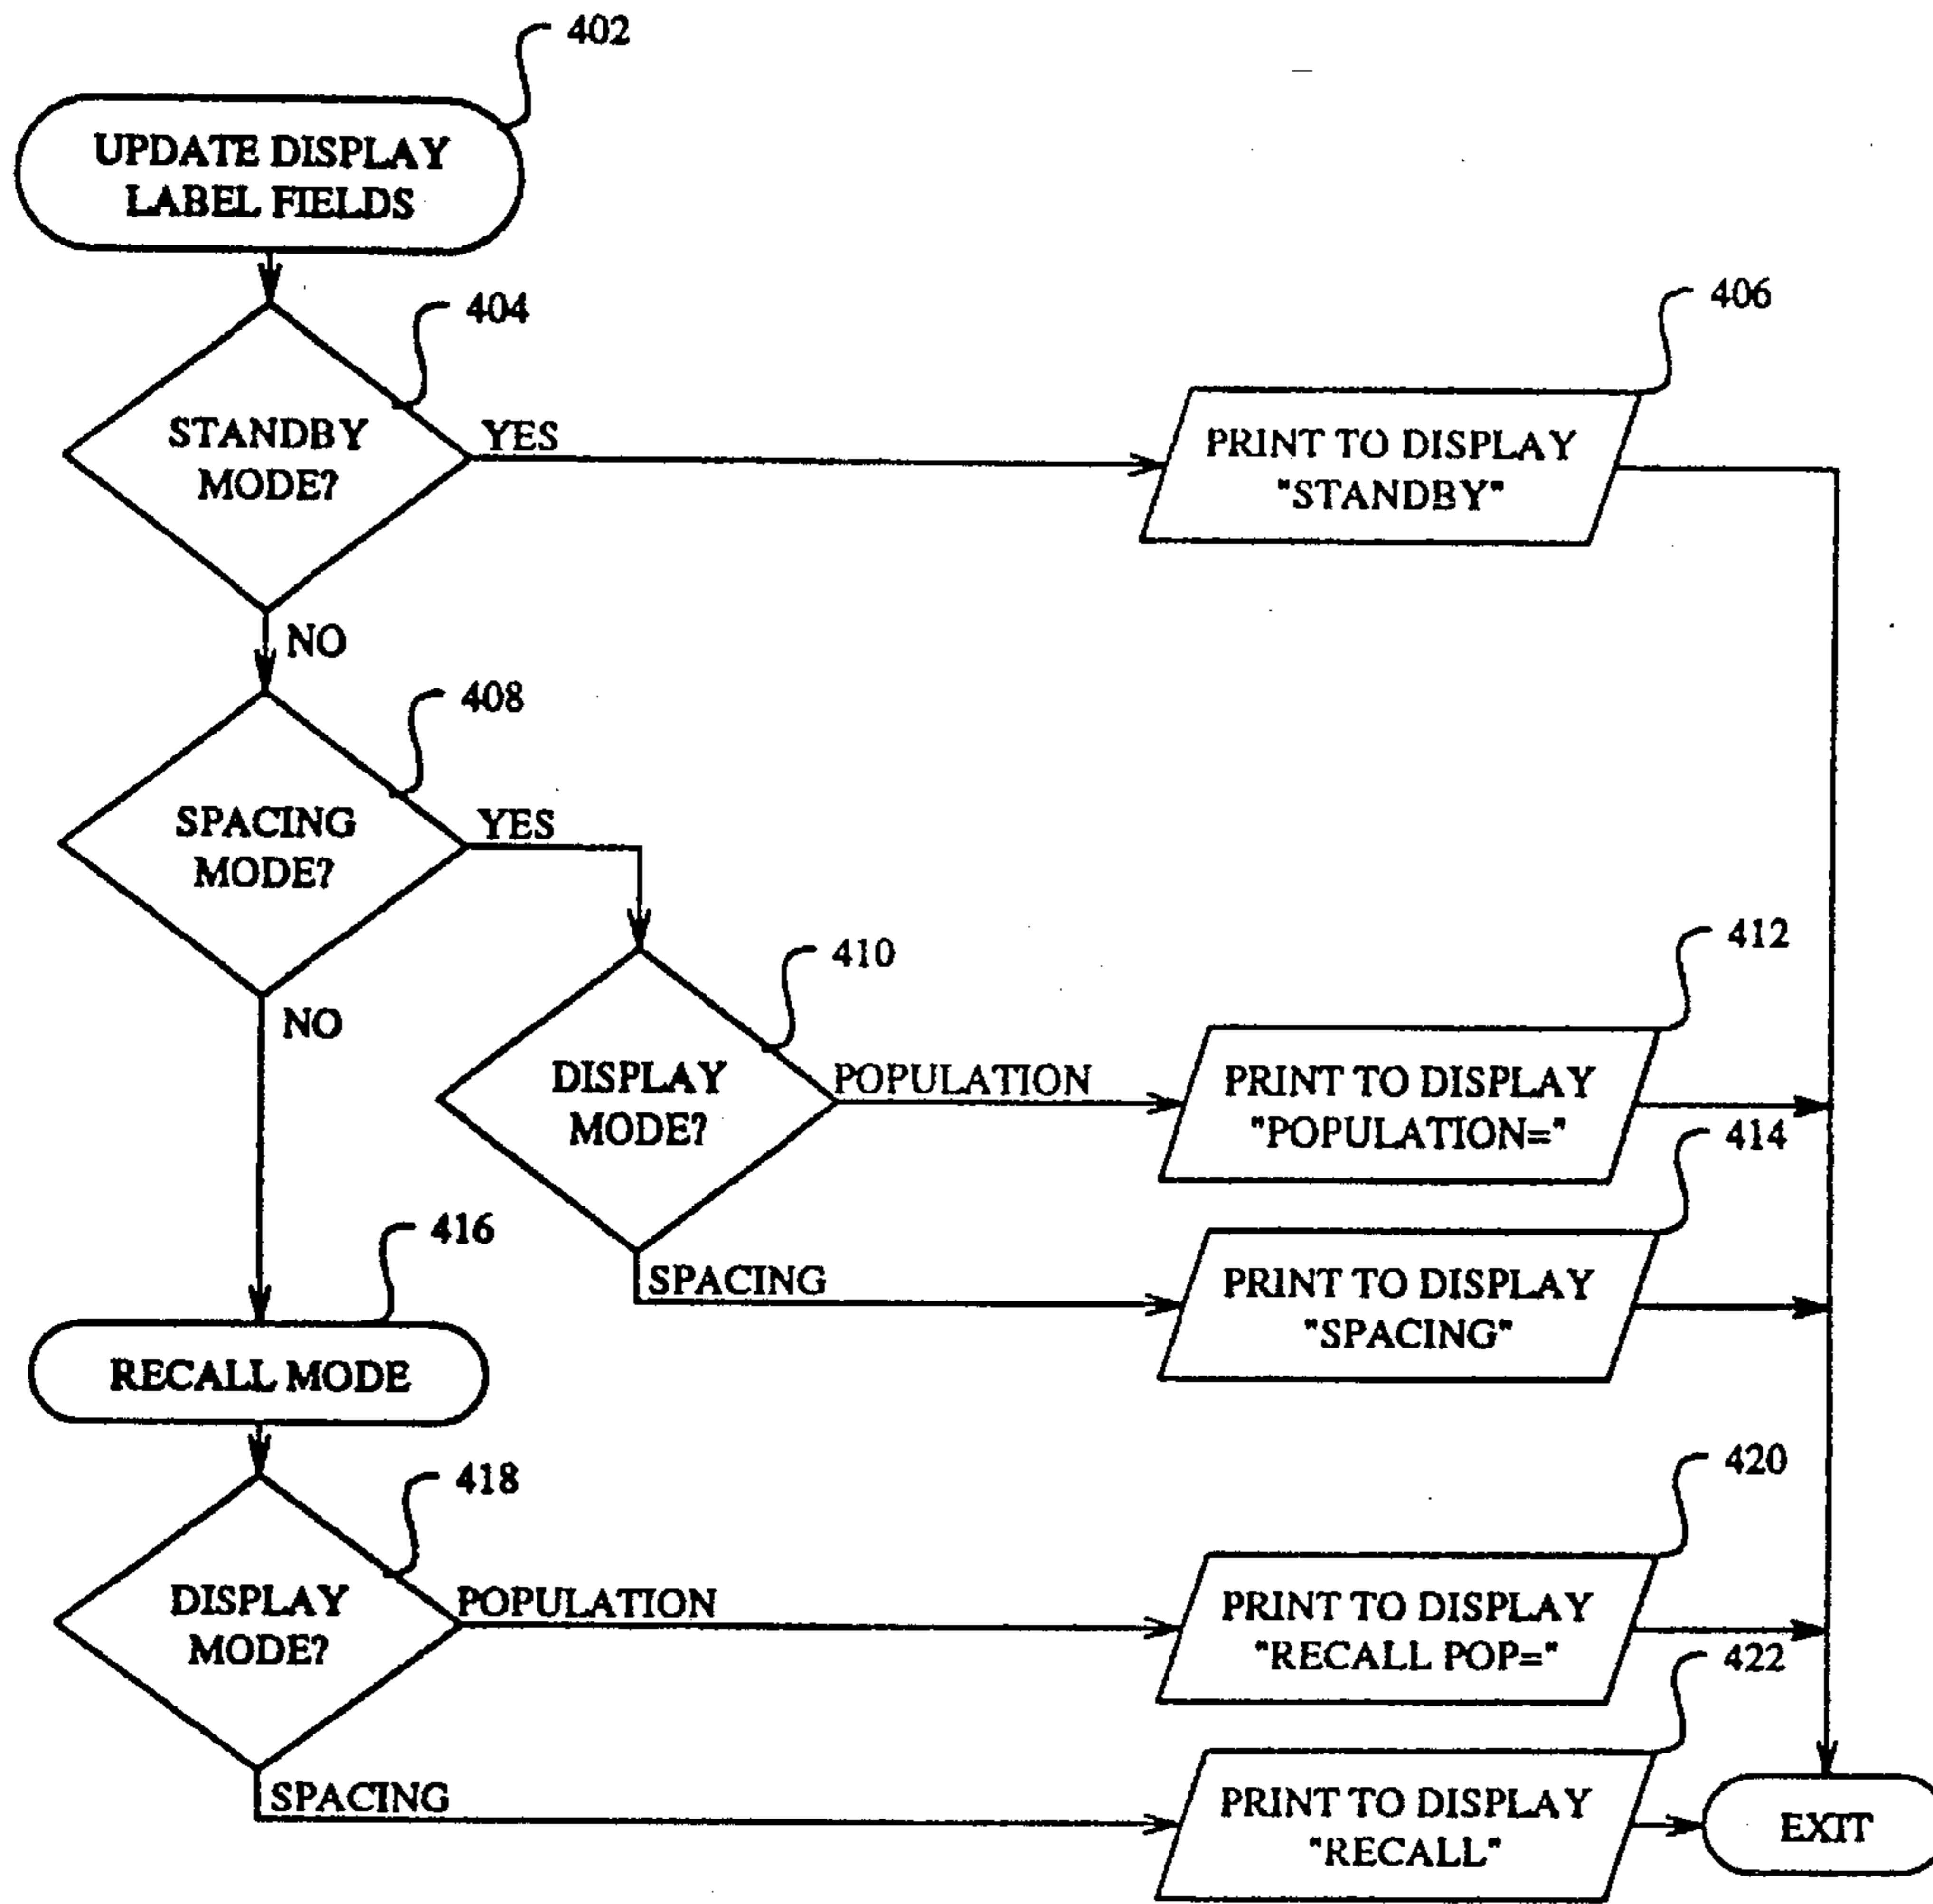 402
UPDATE DISPLAY
LABEL FIELDS
404
STANDBY
MODE?
YES
406
PRINT TO DISPLAY
"STANDBY"
NO
408
SPACING
MODE?
YES
NO
410
DISPLAY
MODE?
POPULATION
412
PRINT TO DISPLAY
"POPULATION="
SPACING
414
PRINT TO DISPLAY
"SPACING"
416
RECALL MODE
418
DISPLAY
MODE?
POPULATION
420
PRINT TO DISPLAY
"RECALL POP="
SPACING
422
PRINT TO DISPLAY
"RECALL"
EXIT